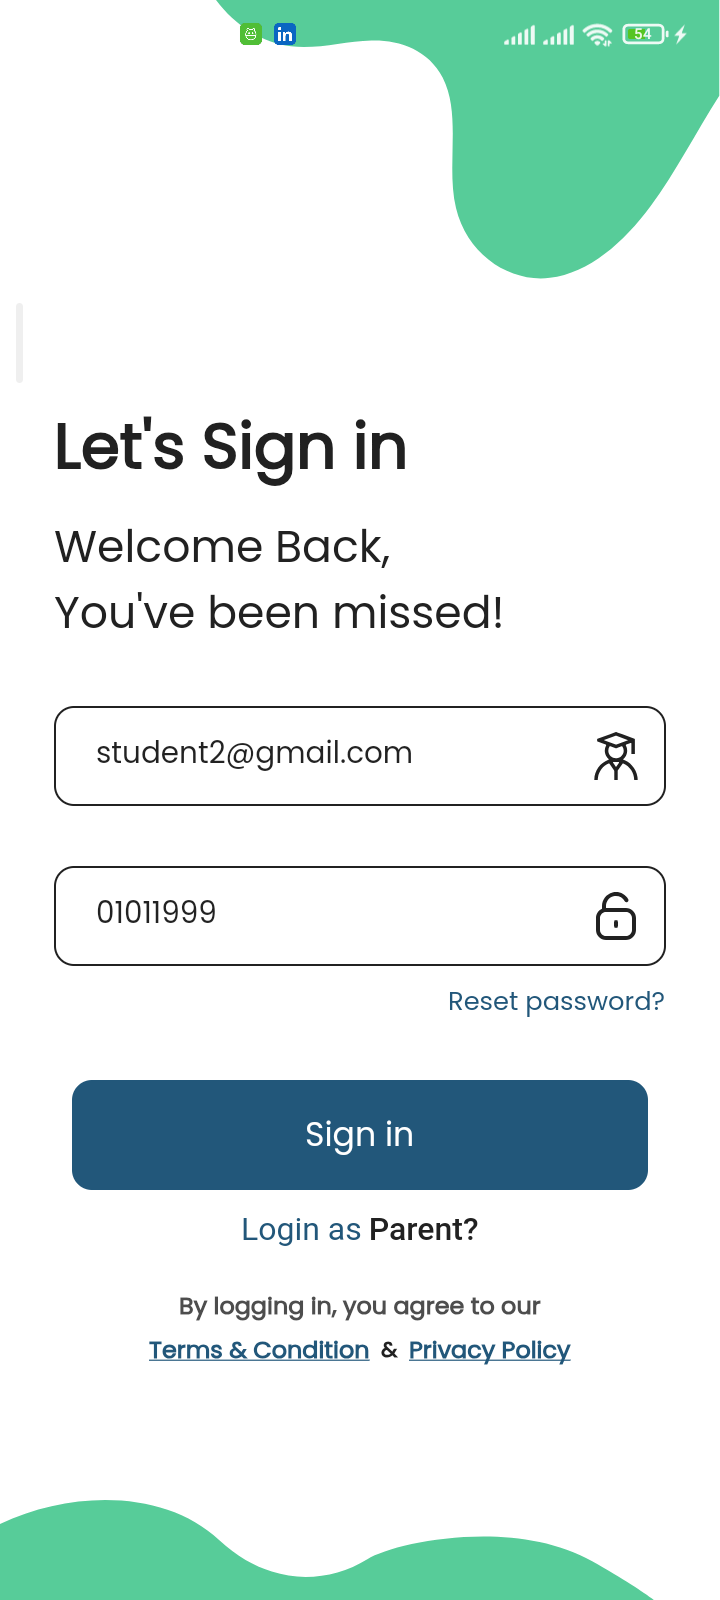 in
54
Let's Sign in
Welcome Back,
You've been missed!
student2@gmail.com
01011999
Reset password?
Sign in
Login as Parent?
By logging in, you agree to our
Terms & Condition & Privacy Policy